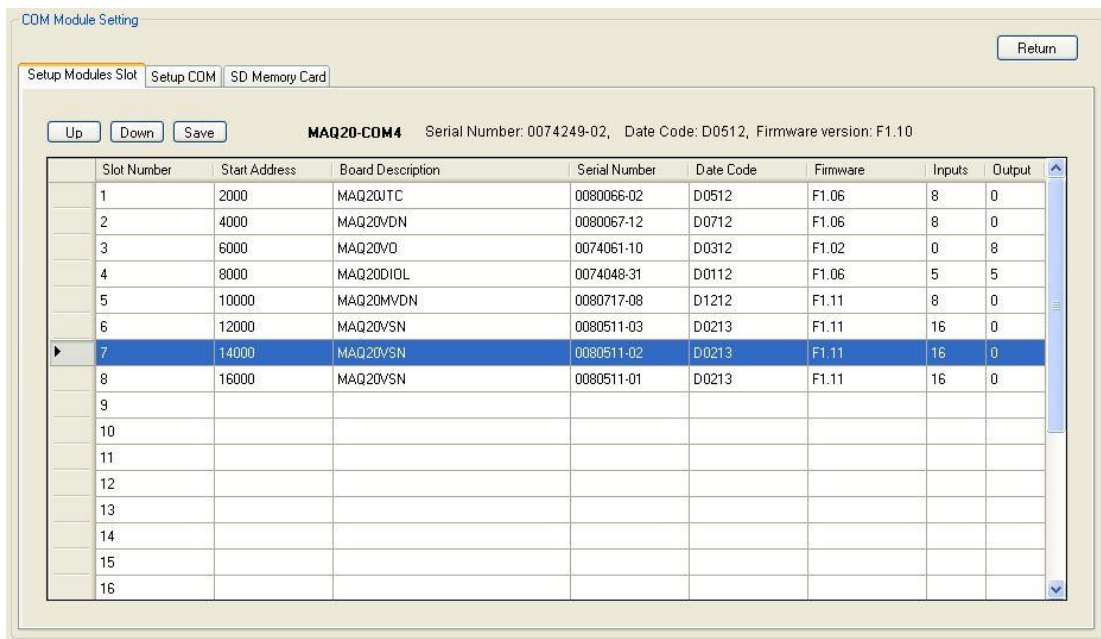 COM Module Setting
Return
Setup Modules Slot Setup COM SD Memory Card
Up Down Save MAQ20-COM4 Serial Number: 0074249-02, Date Code: D0512, Firmware version: F1.10
Slot Number Start Address Board Description Serial Number Date Code Firmware Inputs Output
1 2000 MAQ20JTC 0080066-02 D0512 F1.06 8 0
2 4000 MAQ20VDN 0080067-12 D0712 F1.06 8 0
3 6000 MAQ20VO 0074061-10 D0312 F1.02 0 8
4 8000 MAQ20DIOL 0074048-31 D0112 F1.06 5 5
5 10000 MAQ20MVDN 0080717-08 D1212 F1.11 8 0
6 12000 MAQ20VSN 0080511-03 D0213 F1.11 16 0
7 14000 MAQ20VSN 0080511-02 D0213 F1.11 16 0
8 16000 MAQ20VSN 0080511-01 D0213 F1.11 16 0
9
10
11
12
13
14
15
16